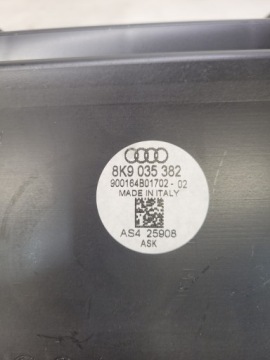 8K9 035 382
900164B01702-02
MADE IN ITALY
AS4 25908
ASK